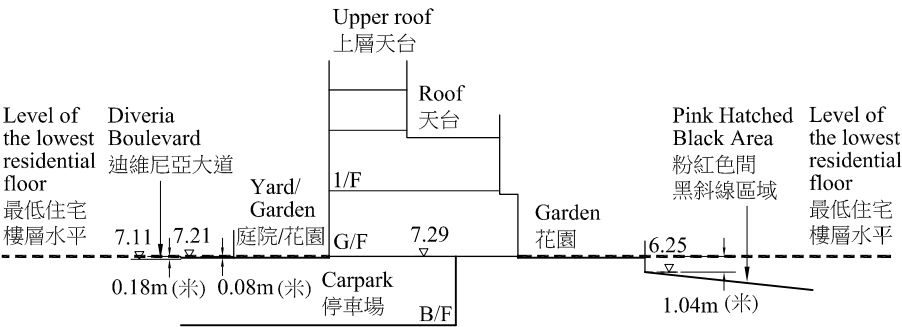 Upper roof
上層天台
Roof
天台
Level of
the lowest
residential
floor
最低住宅
樓層水平
Diveria
Boulevard
迪維尼亞大道
Yard/
Garden
庭院/花園
1/F
G/F
7.29
Garden
花園
Pink Hatched
Black Area
粉紅色間
黑斜線區域
Level of
the lowest
residential
floor
最低住宅
樓層水平
7.11
7.21
6.25
0.18m (米)
0.08m (米)
Carpark
停車場
B/F
1.04m (米)